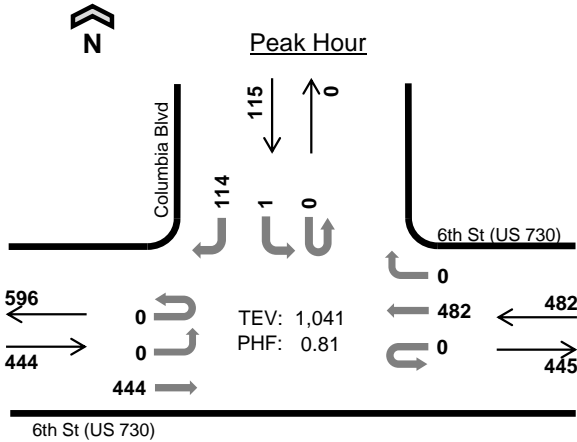 N
Peak Hour
Columbia Blvd
115
0
114
1
0
6th St (US 730)
0
596
0
TEV: 1,041
482
482
444
0
PHF: 0.81
0
445
444
6th St (US 730)